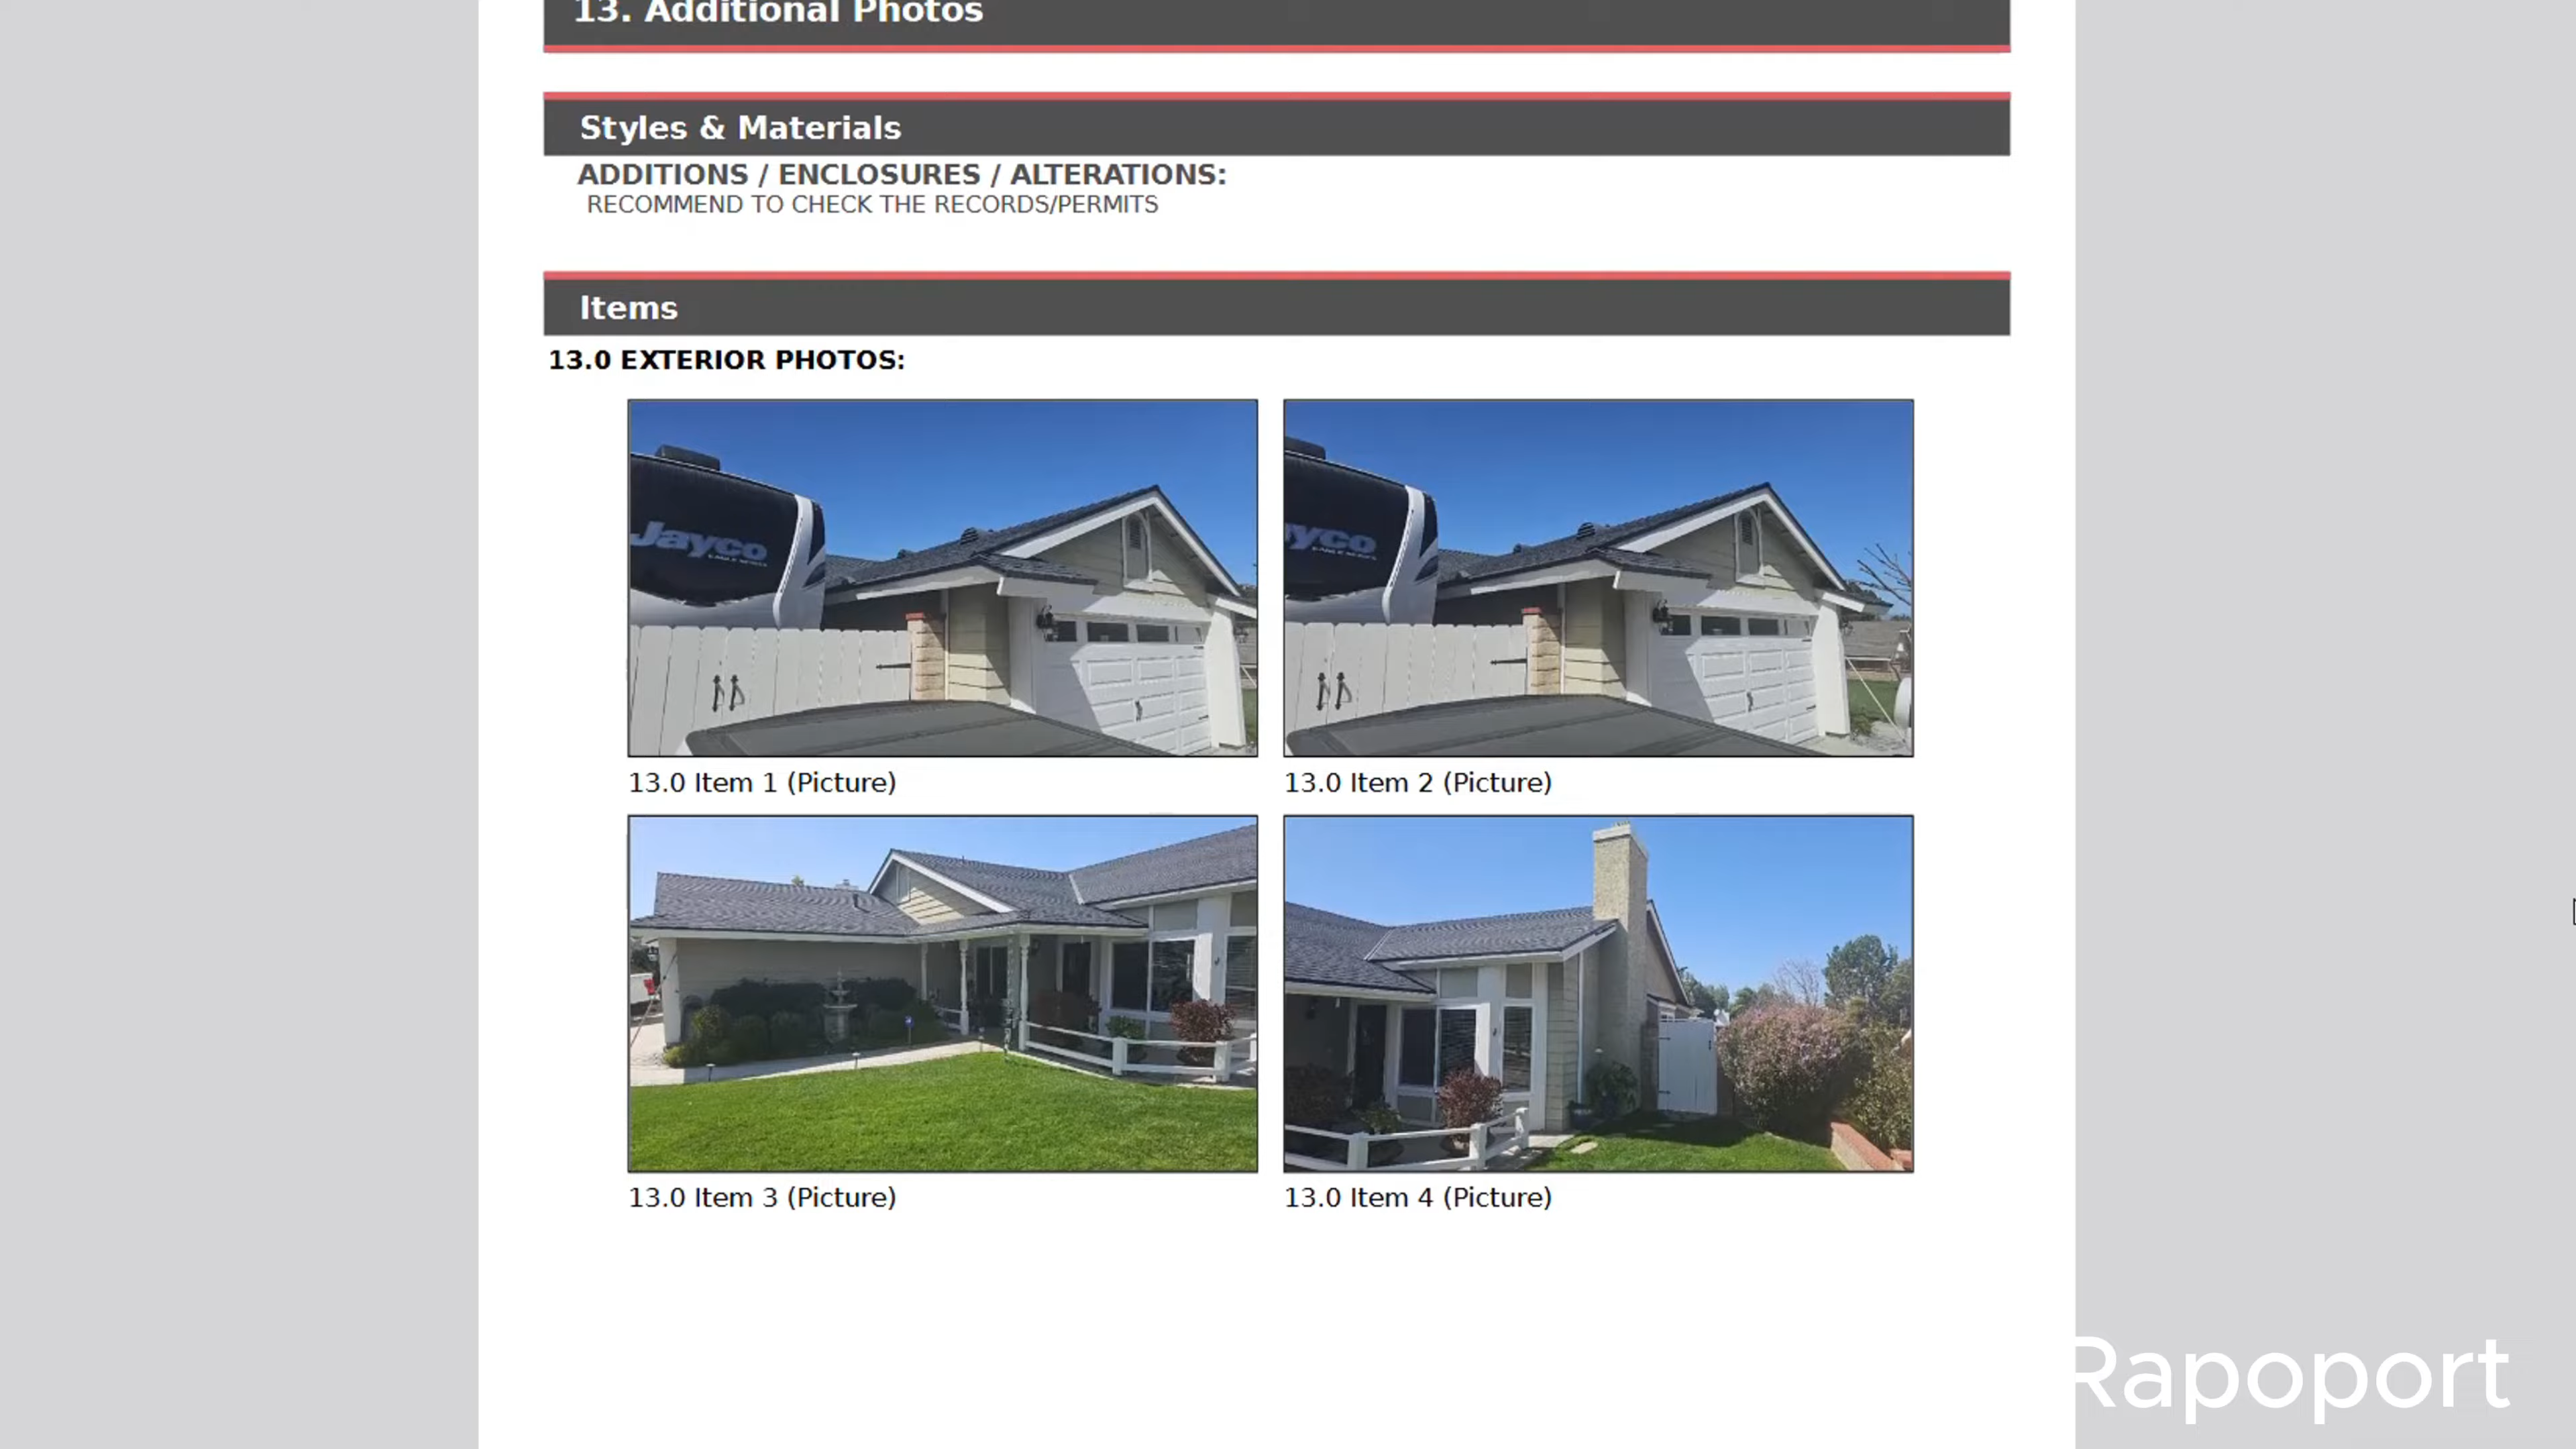 13. Additional Photos
Styles & Materials
ADDITIONS / ENCLOSURES / ALTERATIONS:
RECOMMEND TO CHECK THE RECORDS/PERMITS
Items
13.0 EXTERIOR PHOTOS:
Jayco
yco
13.0 Item 1 (Picture)
13.0 Item 2 (Picture)
13.0 Item 3 (Picture)
13.0 Item 4 (Picture)
Rapoport